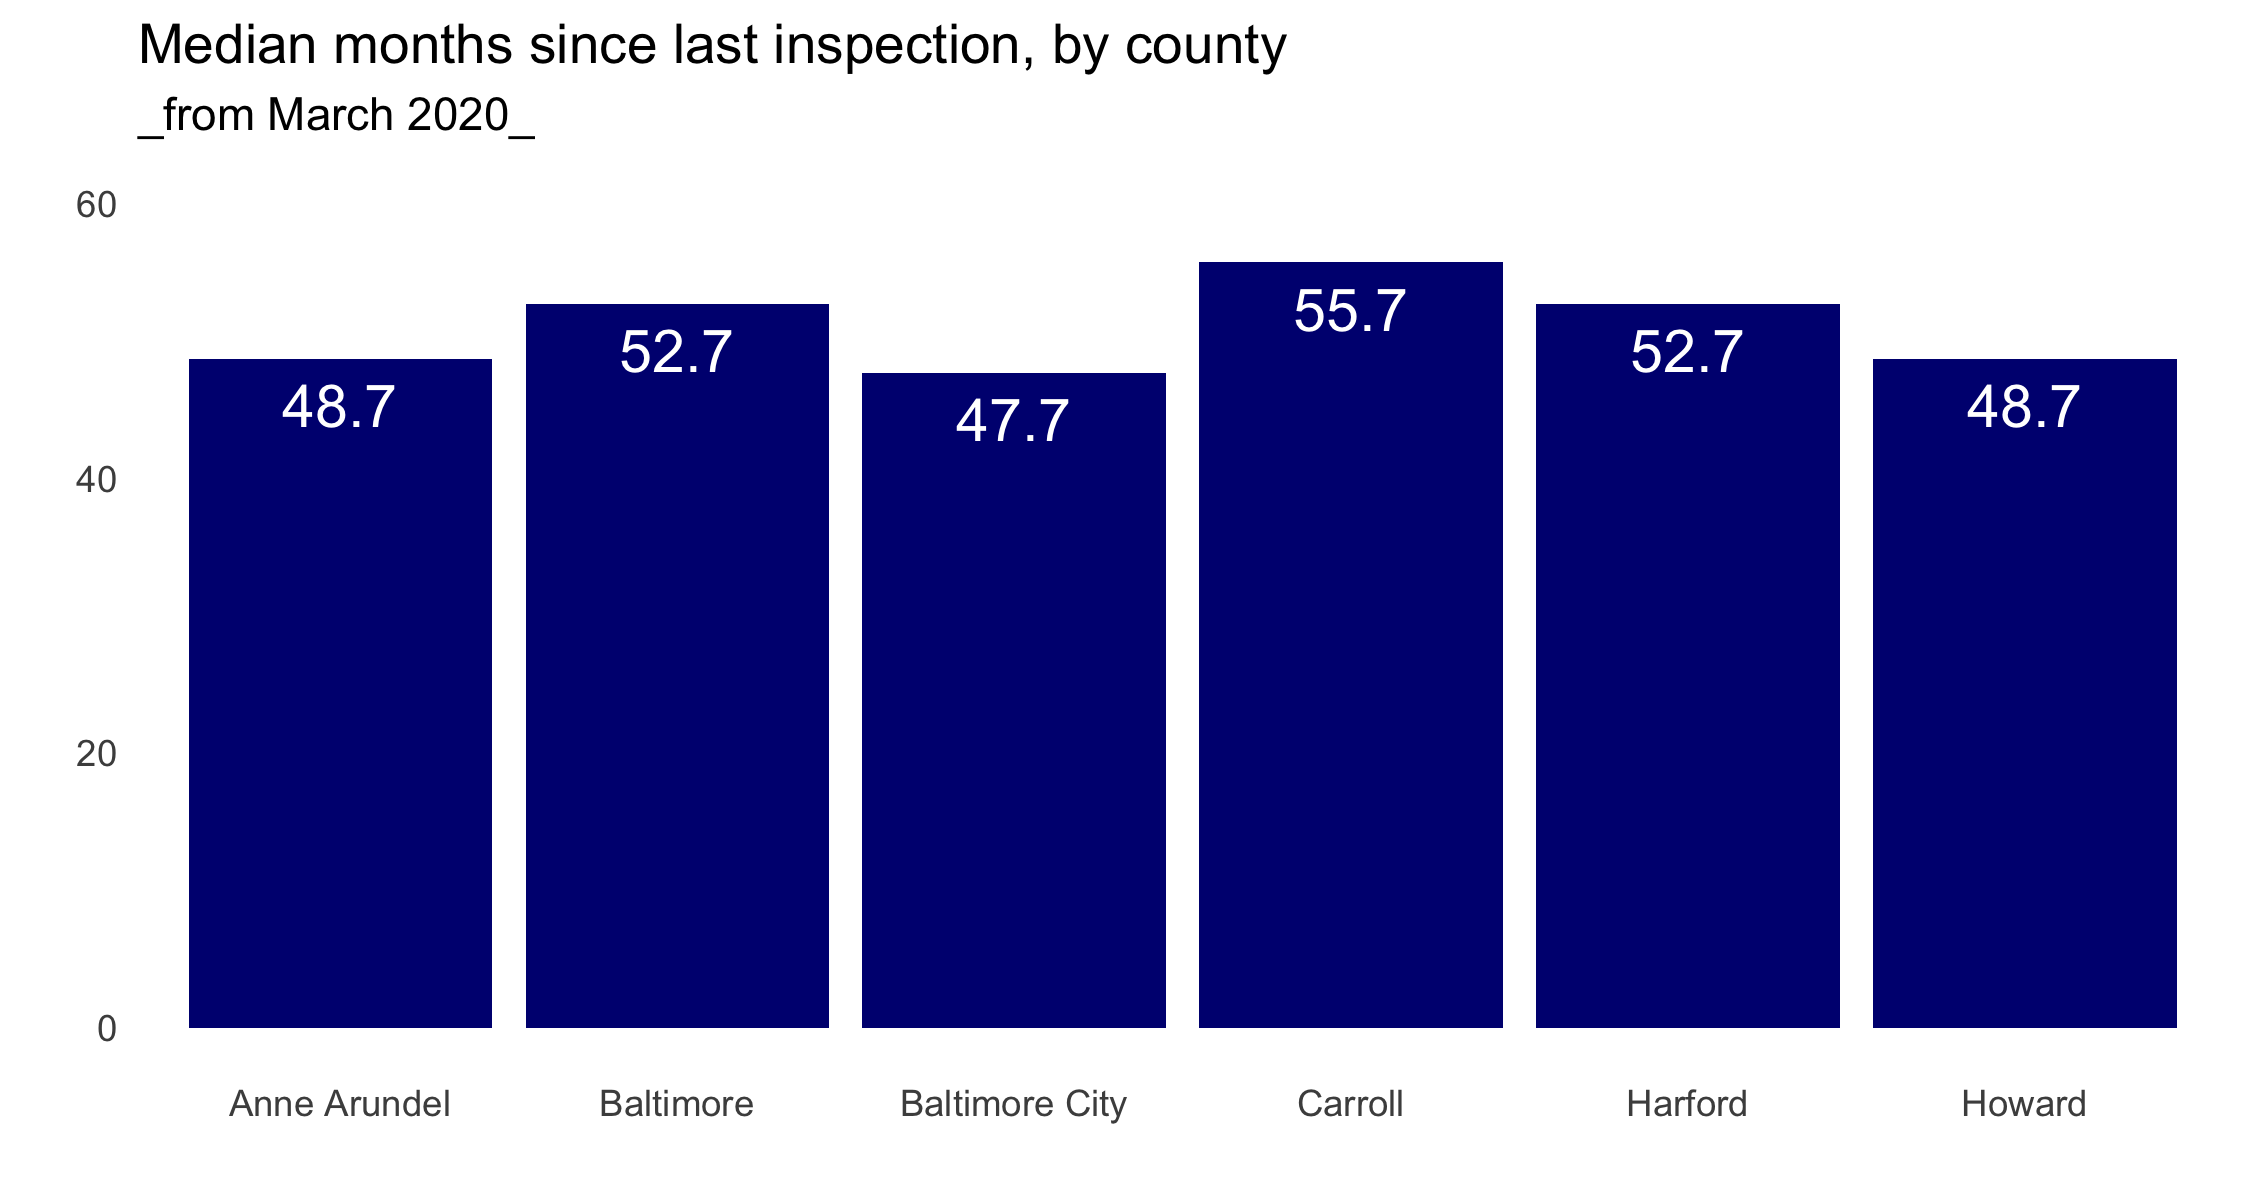 Median months since last inspection, by county
_from March 2020_
60
40
20
0
48.7
52.7
47.7
55.7
52.7
48.7
Anne Arundel
Baltimore
Baltimore City
Carroll
Harford
Howard